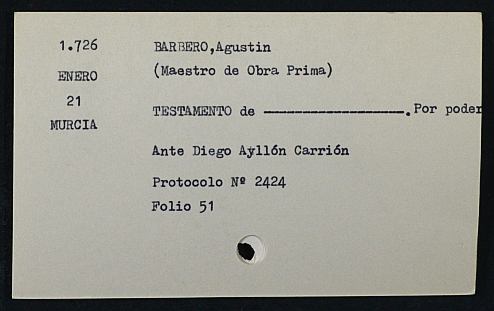 1.726 BARBERO,Agustin
ENERO (Maestro de Obra Prima)
21
MURCIA TESTAMENTO de ---------------------. Por poder
Ante Diego Ayllón Carrión
Protocolo Nº 2424
Folio 51